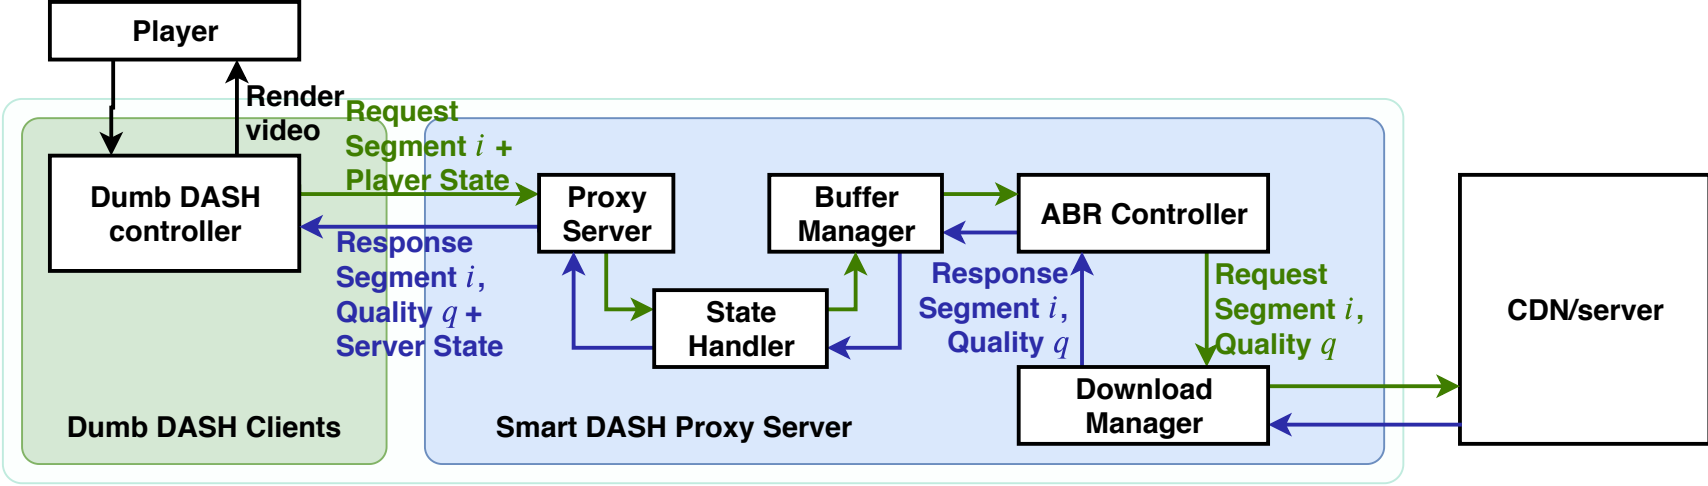 Player
Render
video
Request
Segment i +
Player State
Dumb DASH
controller
Response
Segment i,
Quality q +
Server State
Dumb DASH Clients
Proxy
Server
State
Handler
Buffer
Manager
ABR Controller
Response
Segment i,
Quality q
Request
Segment i,
Quality q
Download
Manager
Smart DASH Proxy Server
CDN/server